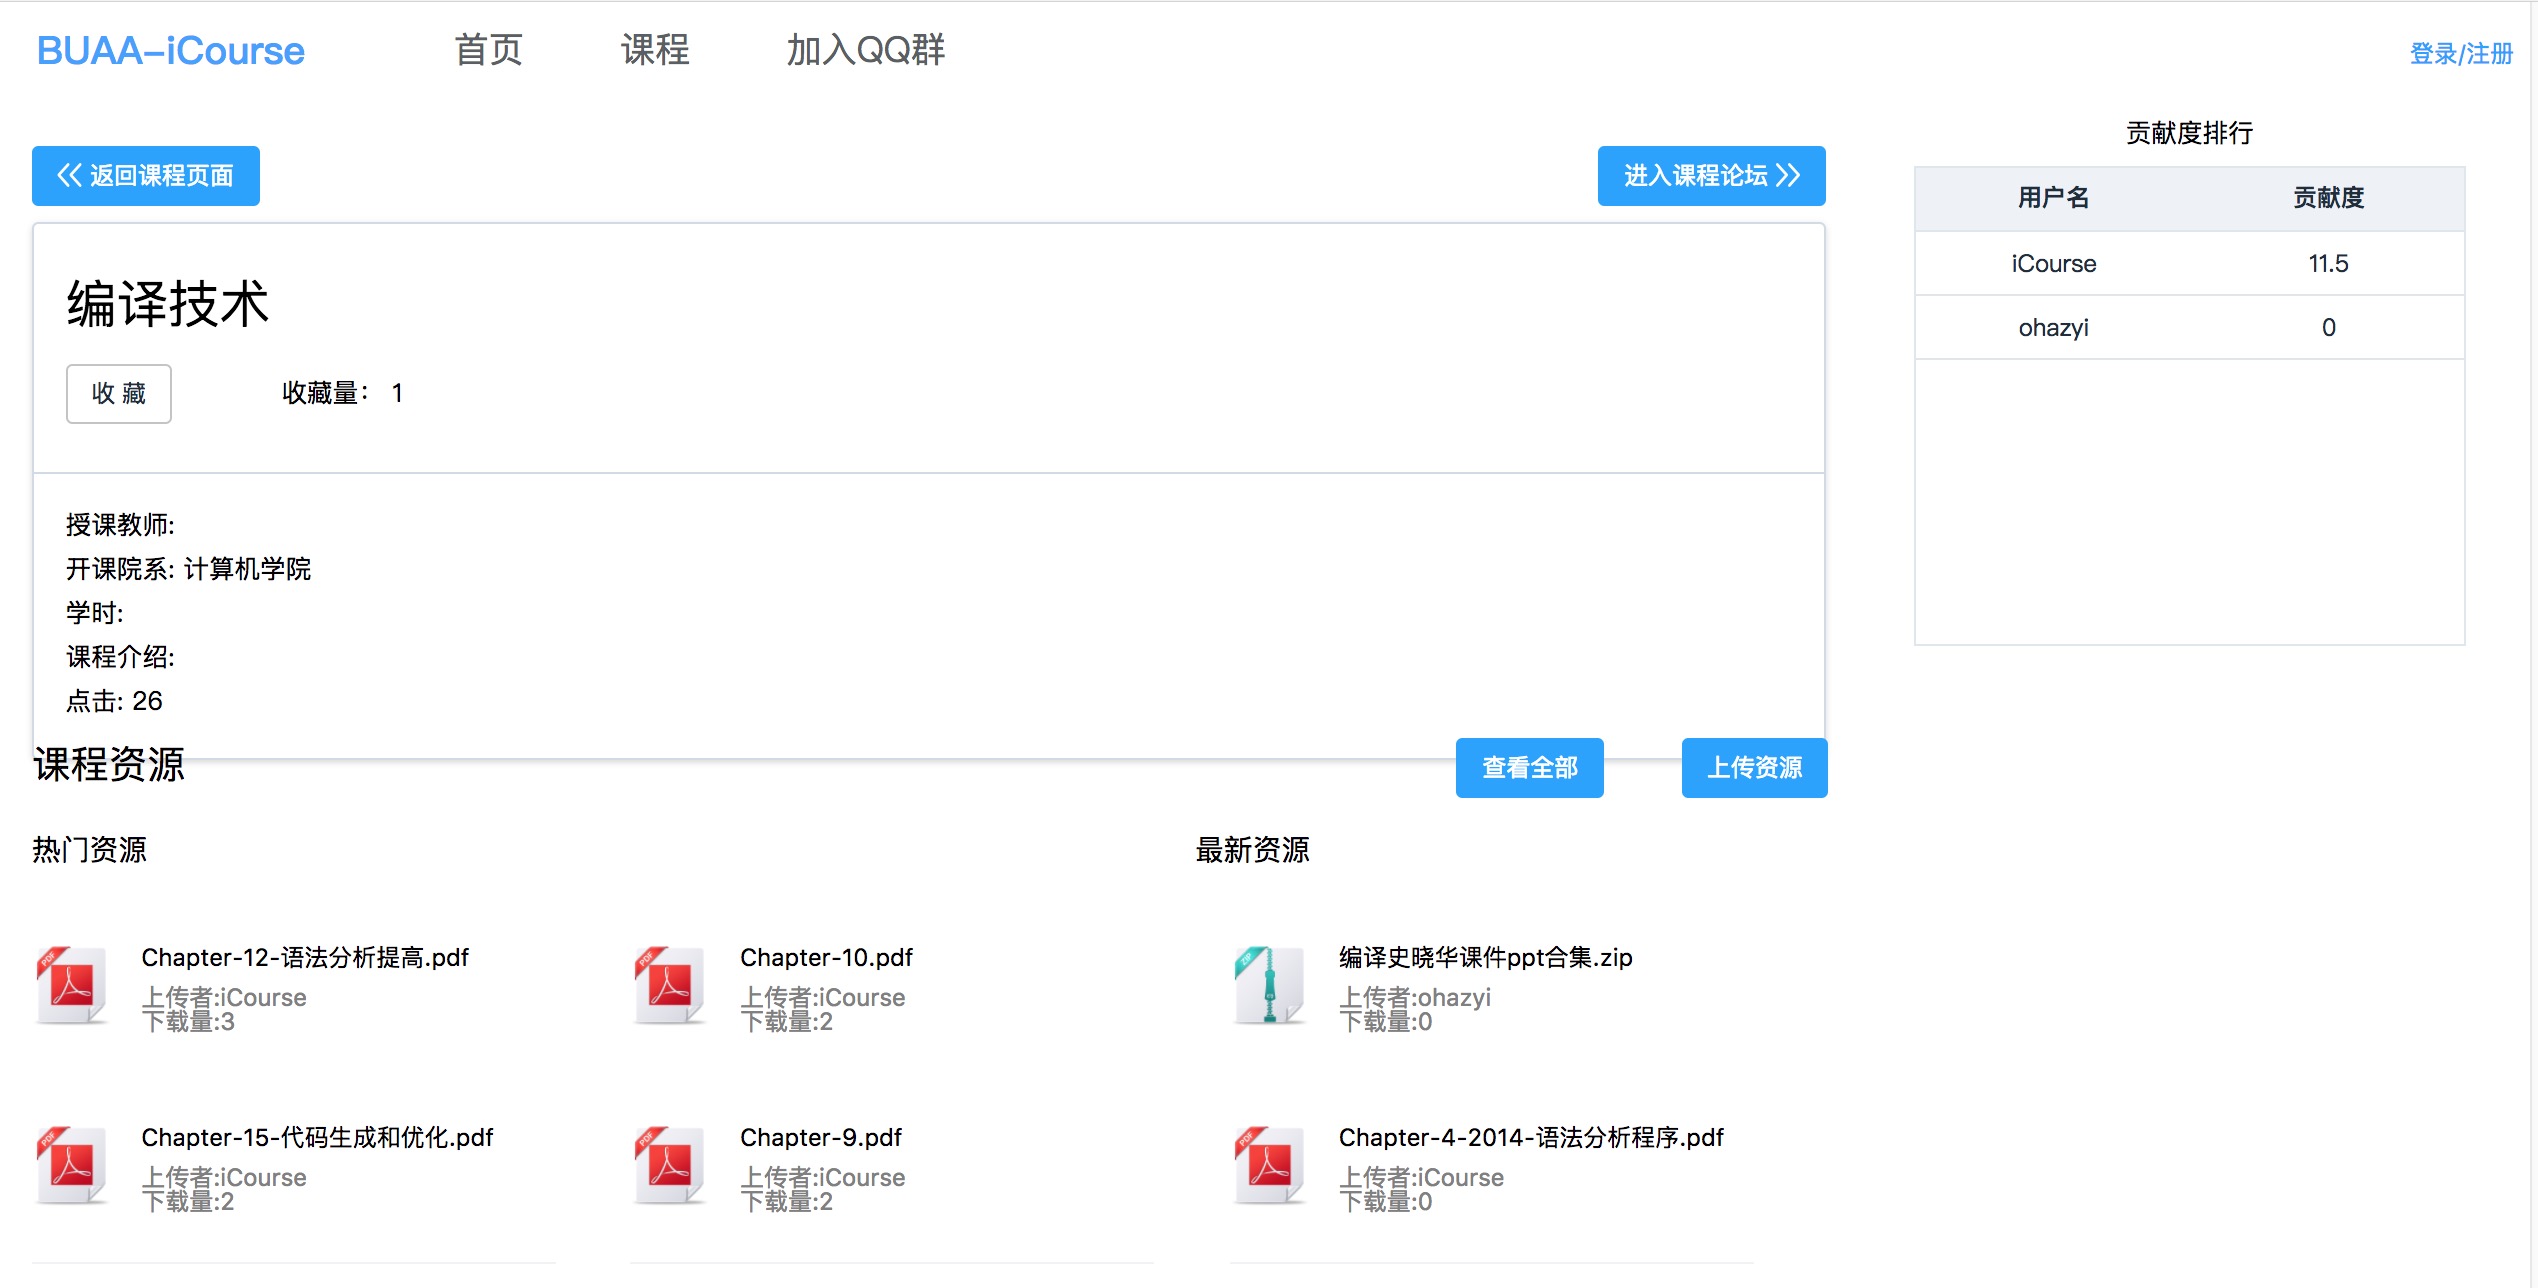 BUAA-iCourse 首页 课程 加入QQ群 登录/注册
返回课程页面 进入课程论坛
编译技术
收 藏 收藏量： 1
授课教师:
开课院系: 计算机学院
学时:
课程介绍:
点击: 26
贡献度排行
用户名 贡献度
iCourse 11.5
ohazyi 0
课程资源 查看全部 上传资源
热门资源
Chapter-12-语法分析提高.pdf
上传者:iCourse
下载量:3
Chapter-10.pdf
上传者:iCourse
下载量:2
Chapter-15-代码生成和优化.pdf
上传者:iCourse
下载量:2
Chapter-9.pdf
上传者:iCourse
下载量:2
最新资源
编译史晓华课件ppt合集.zip
上传者:ohazyi
下载量:0
Chapter-4-2014-语法分析程序.pdf
上传者:iCourse
下载量:0